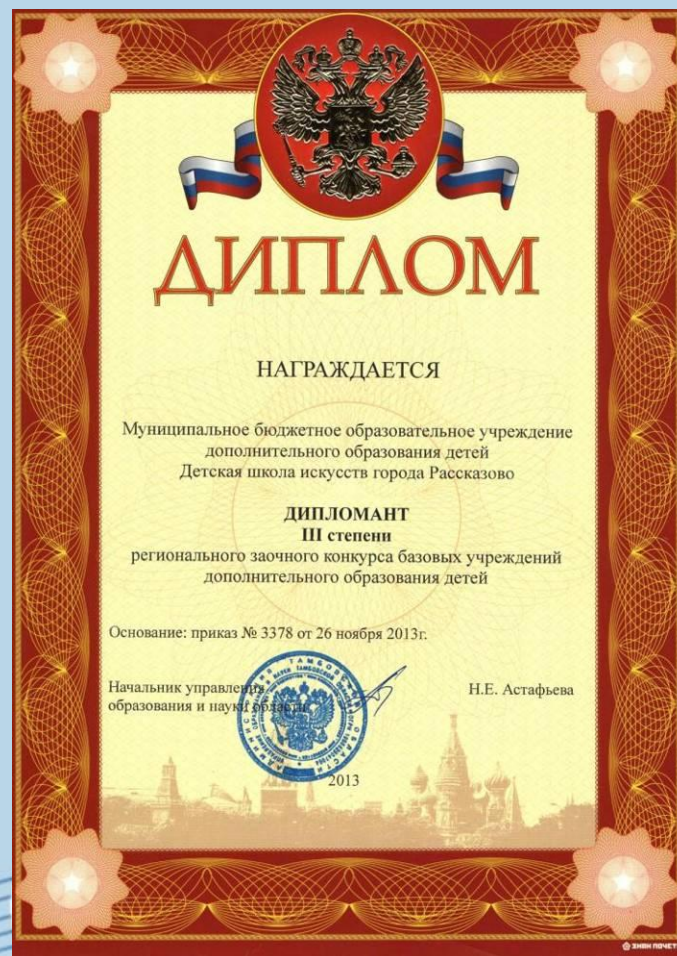 ДИПЛОМ
НАГРАЖДАЕТСЯ
Муниципальное бюджетное образовательное учреждение
дополнительного образования детей
Детская школа искусств города Рассказово
ДИПЛОМАНТ
III степени
регионального заочного конкурса базовых учреждений
дополнительного образования детей
Основание: приказ № 3378 от 26 ноября 2013г.
Начальник управления
образования и науки области
Н.Е. Астафьева
2013